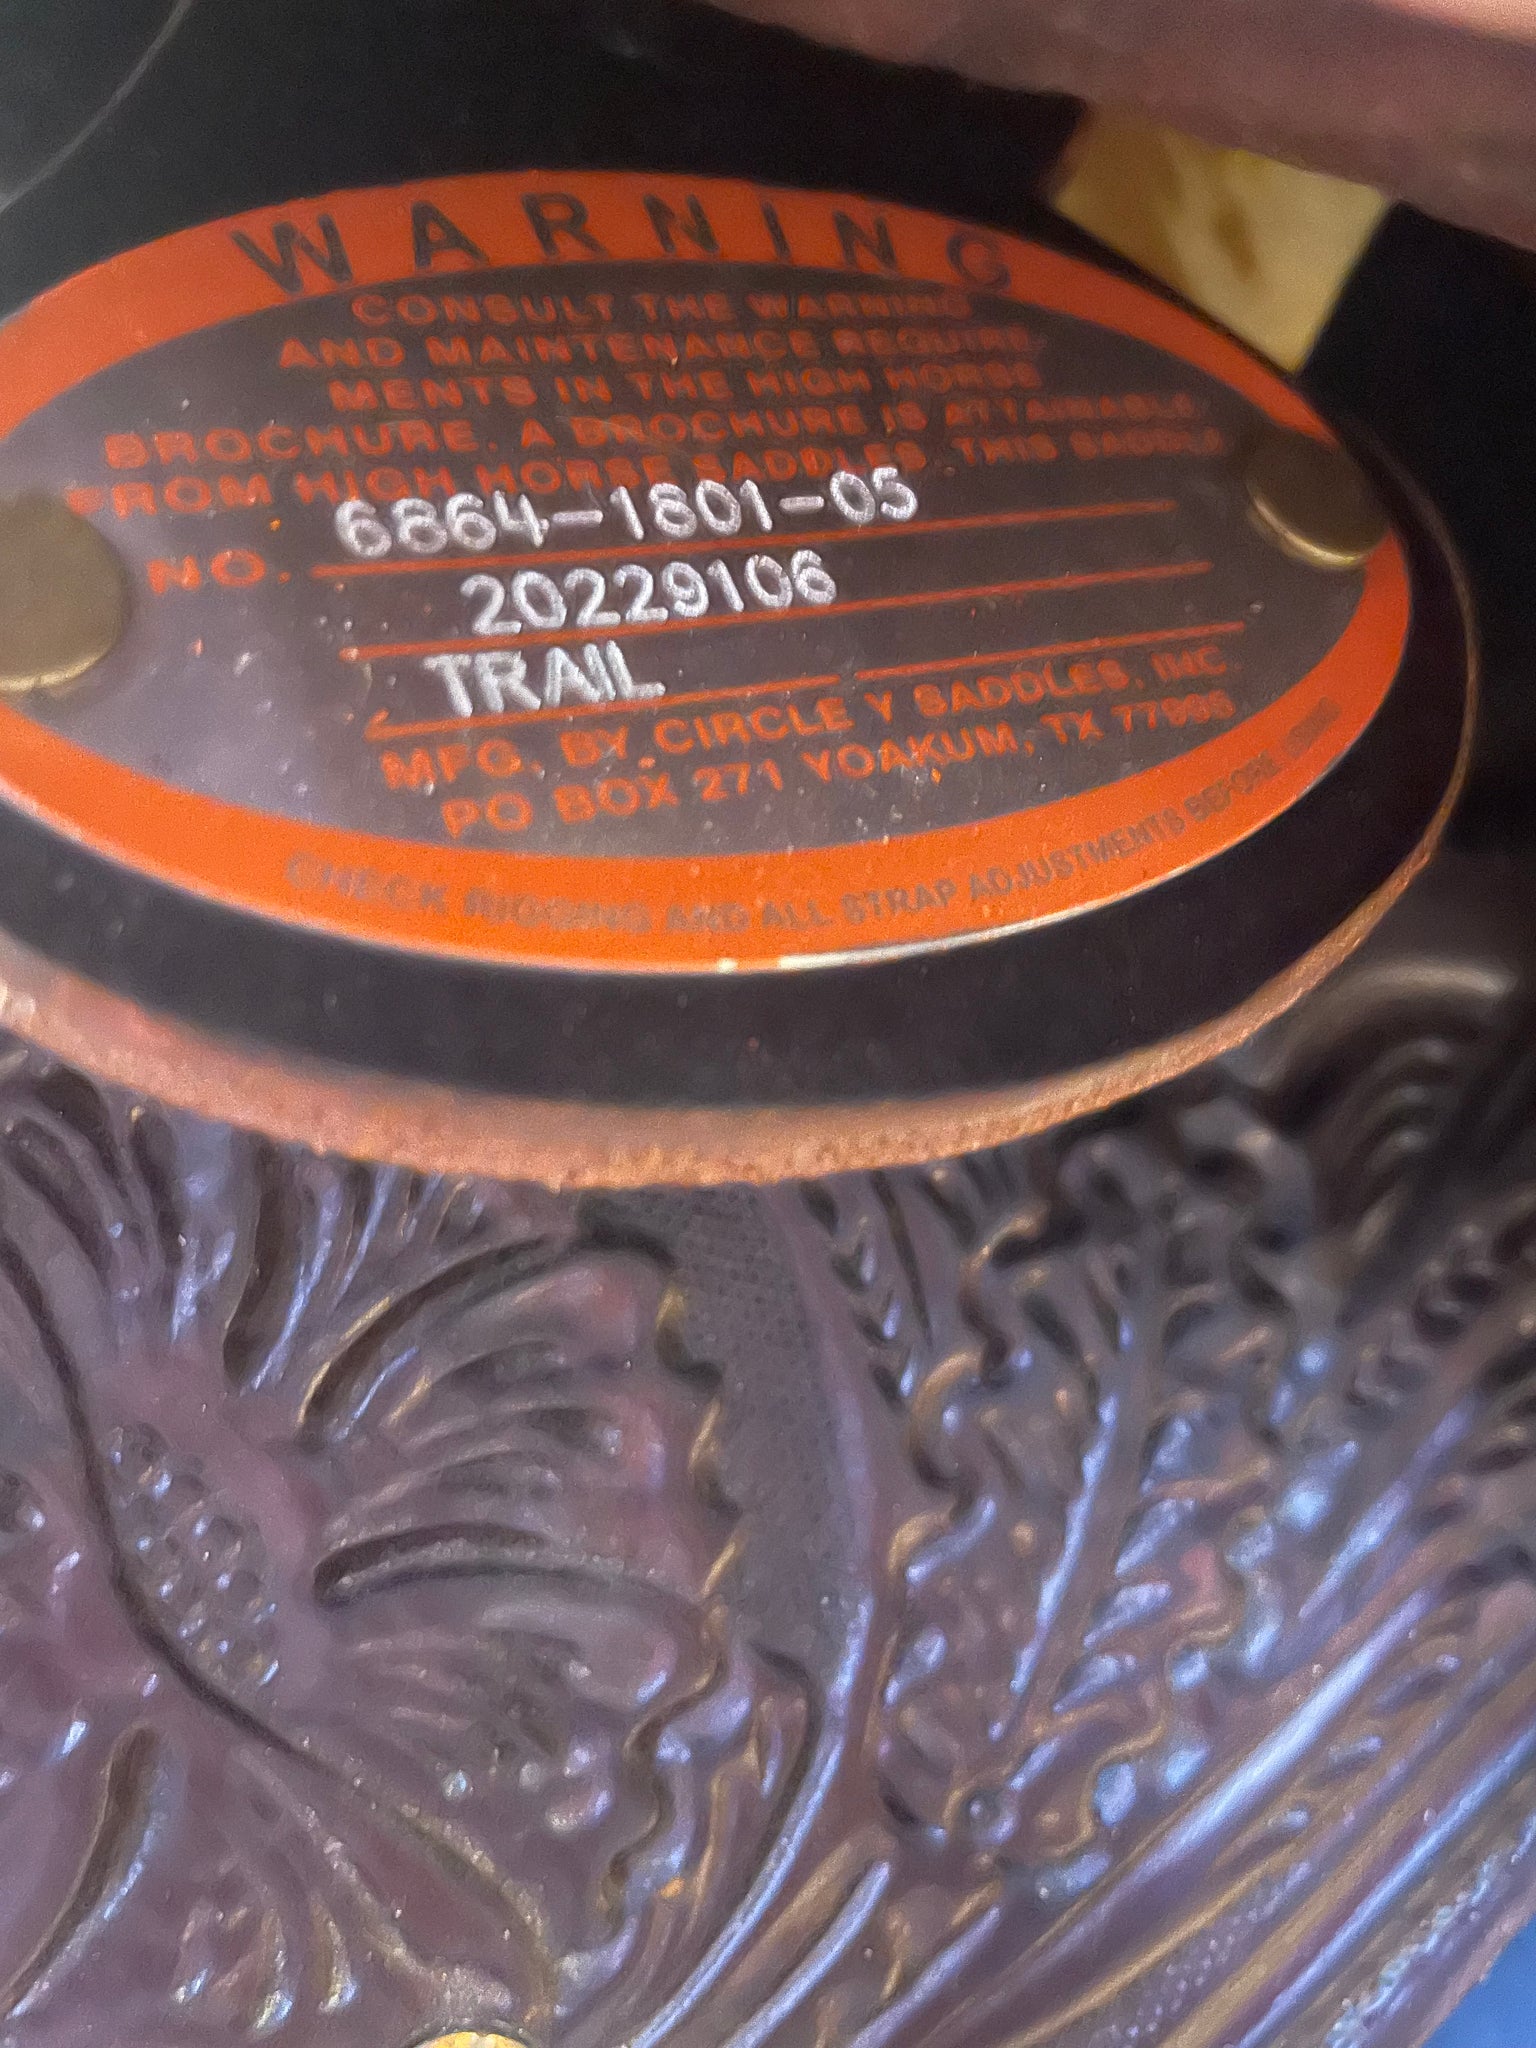 WARNING
CONSULT THE WARNING
AND MAINTENANCE REQUIRE-
MENTS IN THE HIGH HORSE
BROCHURE. A BROCHURE IS ATTAINABLE
FROM HIGH HORSE SADDLES. THIS SADDLE
NO. 6864-1801-05
20229106
TRAIL
MFG. BY CIRCLE Y SADDLES, INC.
PO BOX 271 YOAKUM, TX 77995
CHECK RIGGING AND ALL STRAP ADJUSTMENTS BEFORE